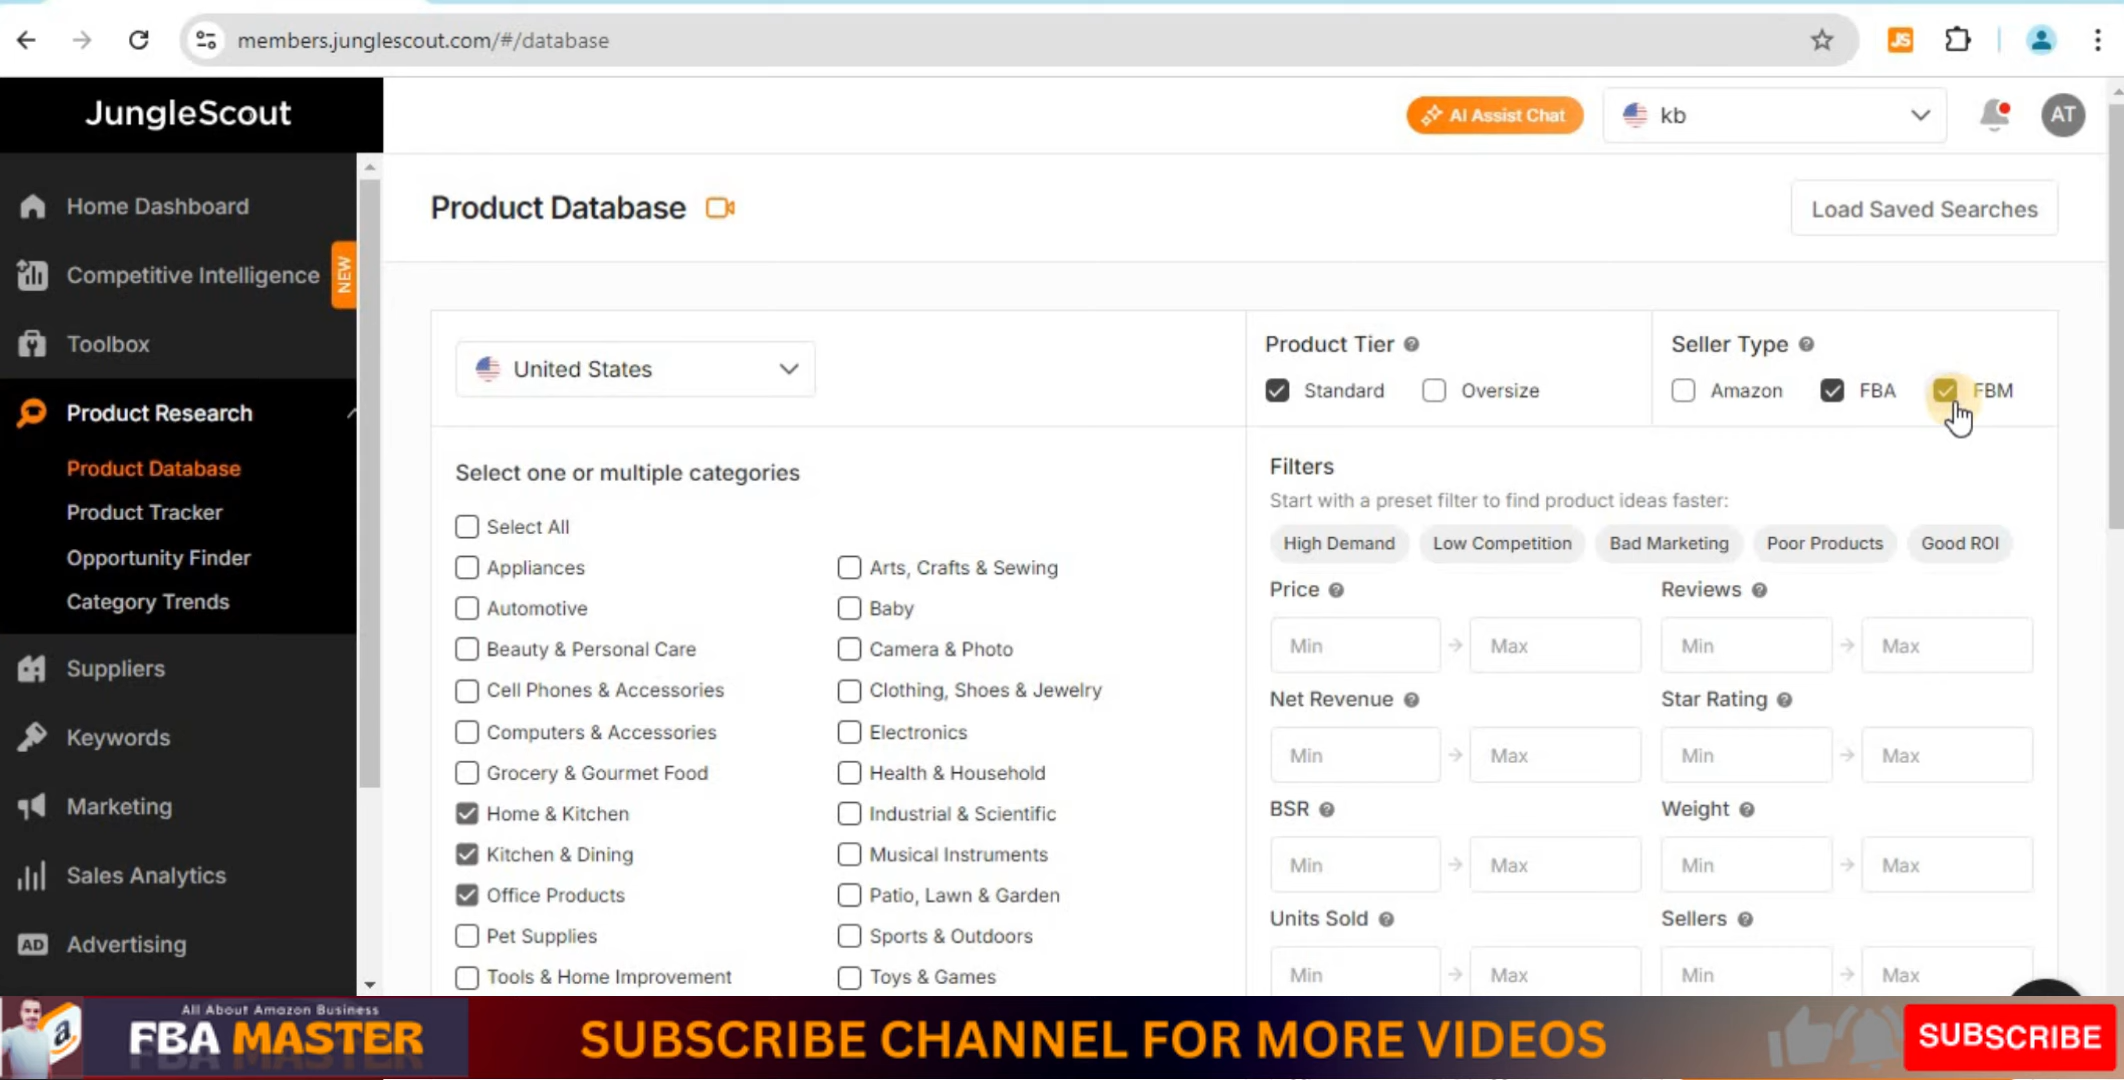 members.junglescout.com/#/database
JS
JungleScout
AI Assist Chat
kb
AT
Home Dashboard
Competitive Intelligence
NEW
Toolbox
Product Research
Product Database
Product Tracker
Opportunity Finder
Category Trends
Suppliers
Keywords
Marketing
Sales Analytics
AD Advertising
Product Database
Load Saved Searches
United States
Product Tier
Standard
Oversize
Seller Type
Amazon
FBA
FBM
Select one or multiple categories
Select All
Appliances
Arts, Crafts & Sewing
Automotive
Baby
Beauty & Personal Care
Camera & Photo
Cell Phones & Accessories
Clothing, Shoes & Jewelry
Computers & Accessories
Electronics
Grocery & Gourmet Food
Health & Household
Home & Kitchen
Industrial & Scientific
Kitchen & Dining
Musical Instruments
Office Products
Patio, Lawn & Garden
Pet Supplies
Sports & Outdoors
Tools & Home Improvement
Toys & Games
Filters
Start with a preset filter to find product ideas faster:
High Demand
Low Competition
Bad Marketing
Poor Products
Good ROI
Price
Min
Max
Reviews
Min
Max
Net Revenue
Min
Max
Star Rating
Min
Max
BSR
Min
Max
Weight
Min
Max
Units Sold
Min
Max
Sellers
Min
Max
a
All About Amazon Business
FBA MASTER
SUBSCRIBE CHANNEL FOR MORE VIDEOS
SUBSCRIBE